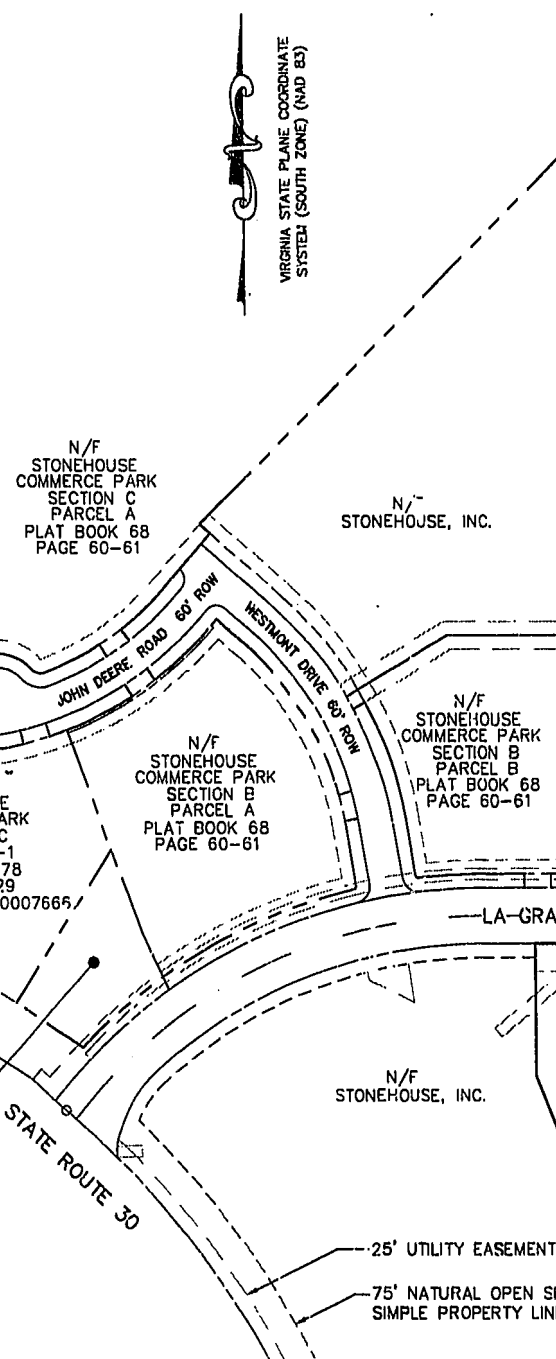 VIRGINIA STATE PLANE COORDINATE
SYSTEM (SOUTH ZONE) (NAD 83)
N/F
STONEHOUSE
COMMERCE PARK
SECTION C
PARCEL A
PLAT BOOK 68
PAGE 60-61
N/
STONEHOUSE, INC.
JOHN DEERE ROAD 60' ROW
WESTMONT DRIVE 60' ROW
N/F
STONEHOUSE
COMMERCE PARK
SECTION B
PARCEL A
PLAT BOOK 68
PAGE 60-61
N/F
STONEHOUSE
COMMERCE PARK
SECTION B
PARCEL B
PLAT BOOK 68
PAGE 60-61
E
ARK
C
-1
78
29
0007665
LA-GRA
N/F
STONEHOUSE, INC.
STATE ROUTE 30
25' UTILITY EASEMENT
75' NATURAL OPEN S
SIMPLE PROPERTY LIN